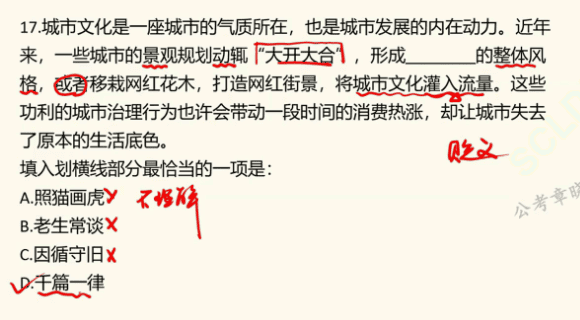 17.城市文化是一座城市的气质所在，也是城市发展的内在动力。近年
来，一些城市的景观规划动辄“大开大合”，形成________的整体风
格，或者移栽网红花木，打造网红街景，将城市文化灌入流量。这些
功利的城市治理行为也许会带动一段时间的消费热涨，却让城市失去
了原本的生活底色。
贬义
填入划横线部分最恰当的一项是：
A.照猫画虎
B.老生常谈
C.因循守旧
D.千篇一律
公考章晓